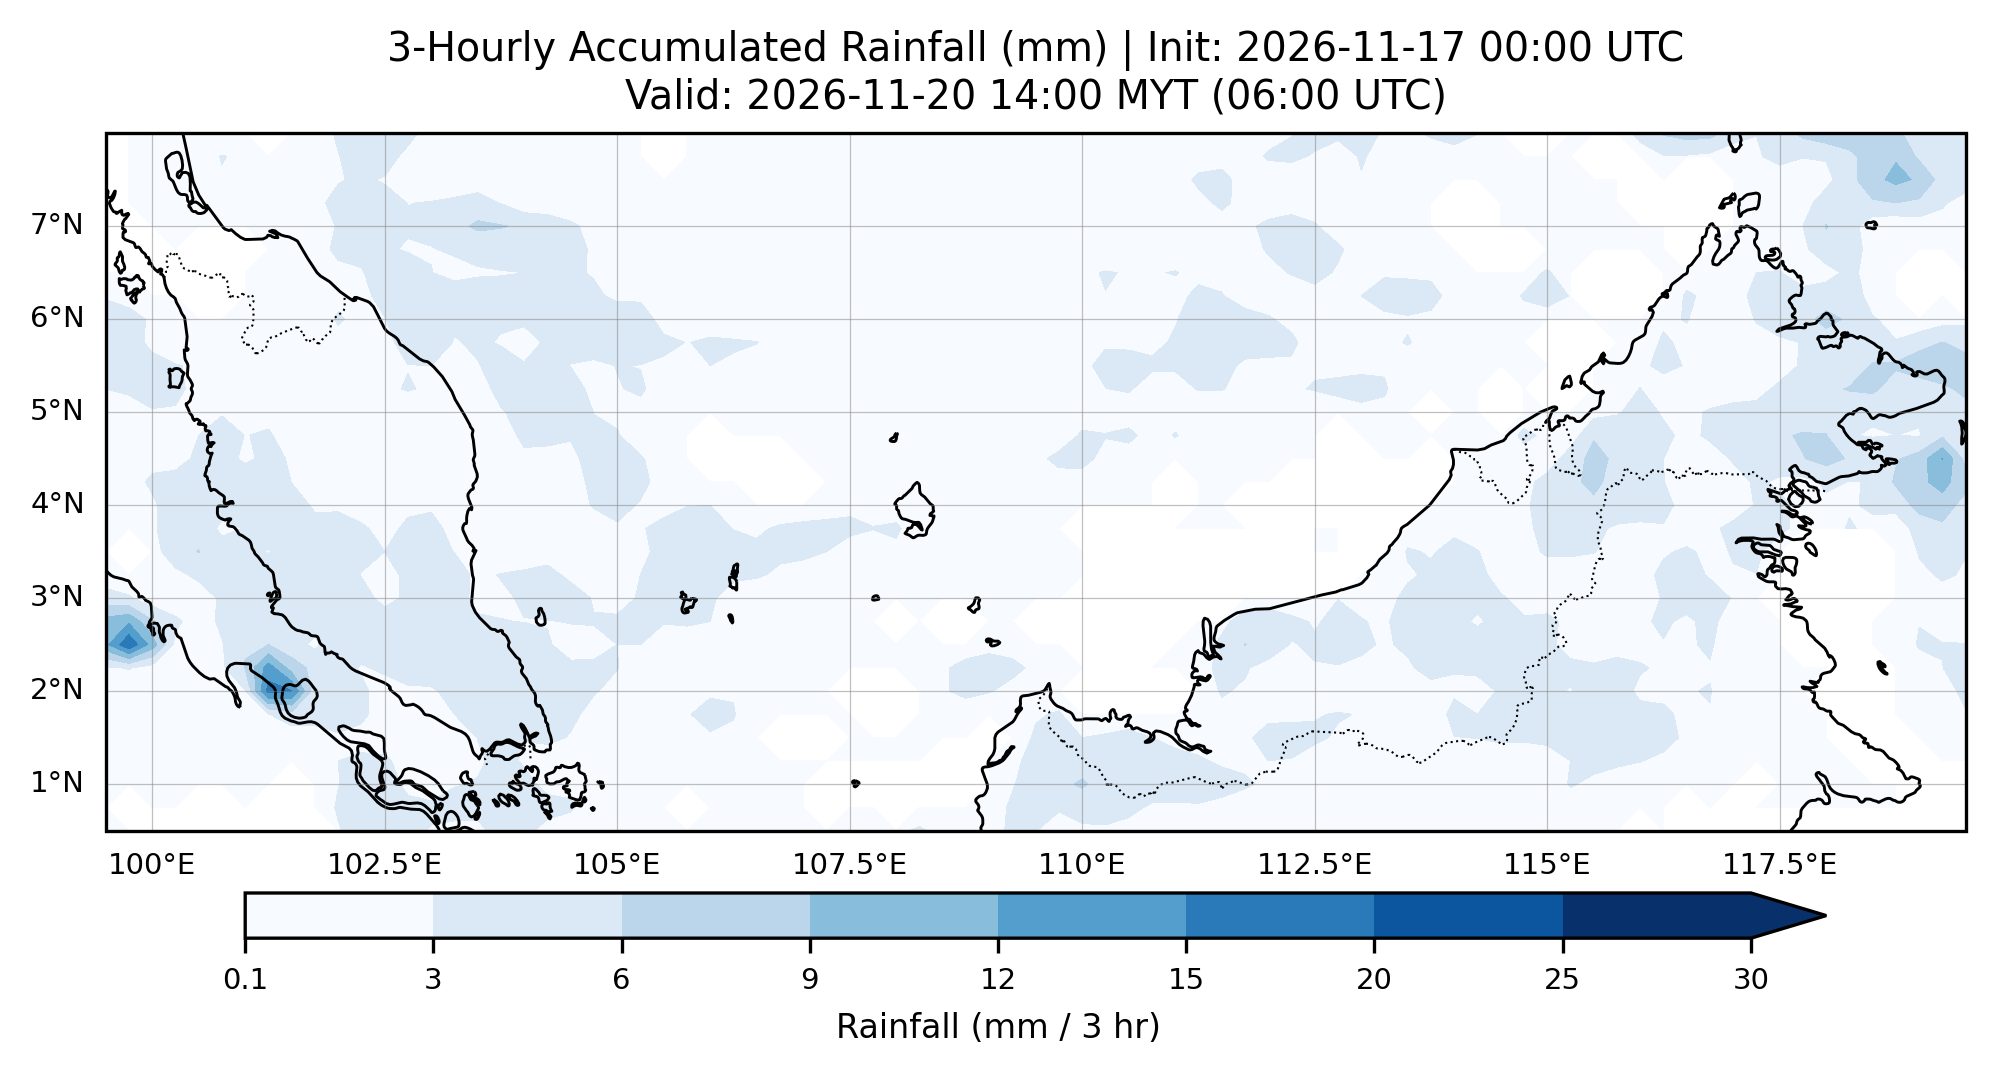 3-Hourly Accumulated Rainfall (mm) | Init: 2026-11-17 00:00 UTC
Valid: 2026-11-20 14:00 MYT (06:00 UTC)
7°N
6°N
5°N
4°N
3°N
2°N
1°N
100°E 102.5°E 105°E 107.5°E 110°E 112.5°E 115°E 117.5°E
0.1 3 6 9 12 15 20 25 30
Rainfall (mm / 3 hr)